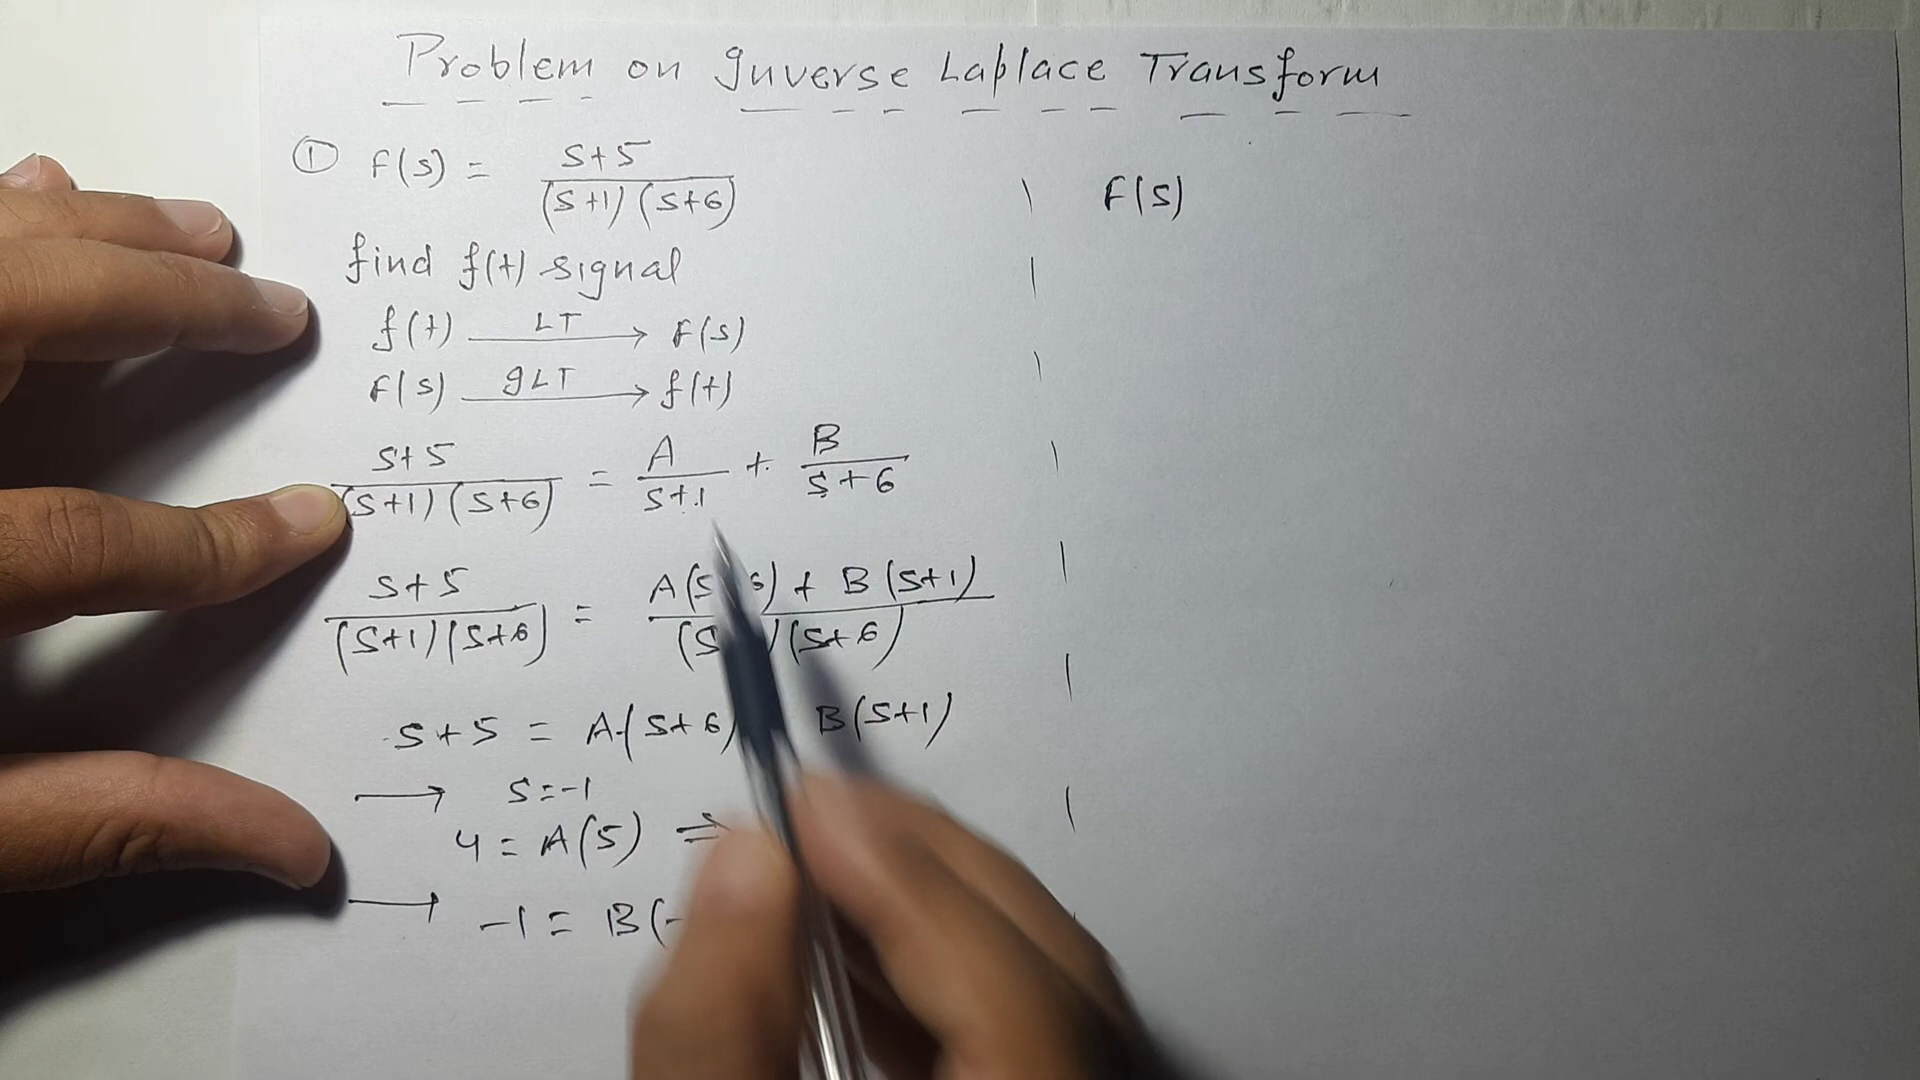 Problem on Inverse Laplace Transform
① F(s) = s+5 / (s+1)(s+6)
find f(t) signal
f(t) LT → F(s)
F(s) ILT → f(t)
s+5 / (s+1)(s+6) = A / s+1 + B / s+6
s+5 / (s+1)(s+6) = A(s 6) + B(s+1) / (s )(s+6)
s+5 = A(s+6) B(s+1)
→ s=-1
4 = A(5) ⇒
→ -1 = B(-
F(s)